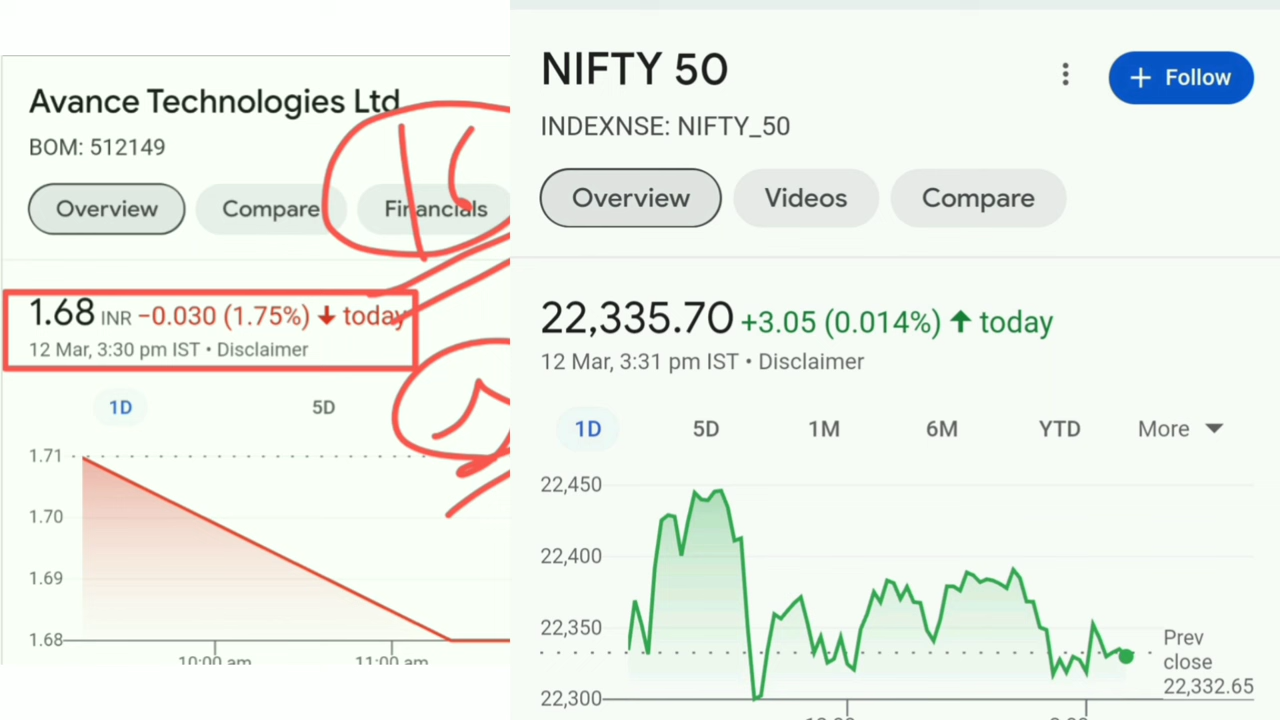 Avance Technologies Ltd
BOM: 512149
Overview Compare Financials
1.68 INR −0.030 (1.75%) ↓ today
12 Mar, 3:30 pm IST • Disclaimer
1D 5D
1.71
1.70
1.69
1.68
10:00 am 11:00 am
NIFTY 50
+ Follow
INDEXNSE: NIFTY_50
Overview Videos Compare
22,335.70 +3.05 (0.014%) ↑ today
12 Mar, 3:31 pm IST • Disclaimer
1D 5D 1M 6M YTD More
22,450
22,400
22,350
22,300
Prev
close
22,332.65